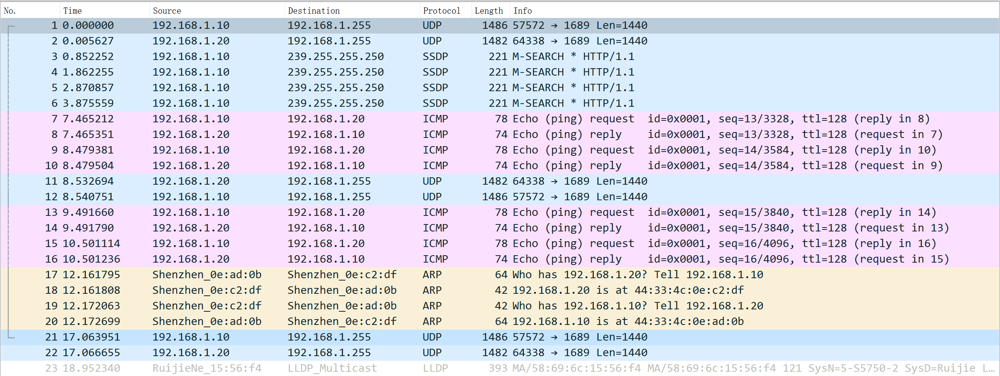 No. Time Source Destination Protocol Length Info
1 0.000000 192.168.1.10 192.168.1.255 UDP 1486 57572 → 1689 Len=1440
2 0.005627 192.168.1.20 192.168.1.255 UDP 1482 64338 → 1689 Len=1440
3 0.852252 192.168.1.10 239.255.255.250 SSDP 221 M-SEARCH * HTTP/1.1
4 1.862255 192.168.1.10 239.255.255.250 SSDP 221 M-SEARCH * HTTP/1.1
5 2.870857 192.168.1.10 239.255.255.250 SSDP 221 M-SEARCH * HTTP/1.1
6 3.875559 192.168.1.10 239.255.255.250 SSDP 221 M-SEARCH * HTTP/1.1
7 7.465212 192.168.1.10 192.168.1.20 ICMP 78 Echo (ping) request id=0x0001, seq=13/3328, ttl=128 (reply in 8)
8 7.465351 192.168.1.20 192.168.1.10 ICMP 74 Echo (ping) reply id=0x0001, seq=13/3328, ttl=128 (request in 7)
9 8.479381 192.168.1.10 192.168.1.20 ICMP 78 Echo (ping) request id=0x0001, seq=14/3584, ttl=128 (reply in 10)
10 8.479504 192.168.1.20 192.168.1.10 ICMP 74 Echo (ping) reply id=0x0001, seq=14/3584, ttl=128 (request in 9)
11 8.532694 192.168.1.20 192.168.1.255 UDP 1482 64338 → 1689 Len=1440
12 8.540751 192.168.1.10 192.168.1.255 UDP 1486 57572 → 1689 Len=1440
13 9.491660 192.168.1.10 192.168.1.20 ICMP 78 Echo (ping) request id=0x0001, seq=15/3840, ttl=128 (reply in 14)
14 9.491790 192.168.1.20 192.168.1.10 ICMP 74 Echo (ping) reply id=0x0001, seq=15/3840, ttl=128 (request in 13)
15 10.501114 192.168.1.10 192.168.1.20 ICMP 78 Echo (ping) request id=0x0001, seq=16/4096, ttl=128 (reply in 16)
16 10.501236 192.168.1.20 192.168.1.10 ICMP 74 Echo (ping) reply id=0x0001, seq=16/4096, ttl=128 (request in 15)
17 12.161795 Shenzhen_0e:ad:0b Shenzhen_0e:c2:df ARP 64 Who has 192.168.1.20? Tell 192.168.1.10
18 12.161808 Shenzhen_0e:c2:df Shenzhen_0e:ad:0b ARP 42 192.168.1.20 is at 44:33:4c:0e:c2:df
19 12.172063 Shenzhen_0e:c2:df Shenzhen_0e:ad:0b ARP 42 Who has 192.168.1.10? Tell 192.168.1.20
20 12.172699 Shenzhen_0e:ad:0b Shenzhen_0e:c2:df ARP 64 192.168.1.10 is at 44:33:4c:0e:ad:0b
21 17.063951 192.168.1.10 192.168.1.255 UDP 1486 57572 → 1689 Len=1440
22 17.066655 192.168.1.20 192.168.1.255 UDP 1482 64338 → 1689 Len=1440
23 18.952340 RuijieNe_15:56:f4 LLDP_Multicast LLDP 393 MA/58:69:6c:15:56:f4 MA/58:69:6c:15:56:f4 121 SysN=5-S5750-2 SysD=Ruijie L…